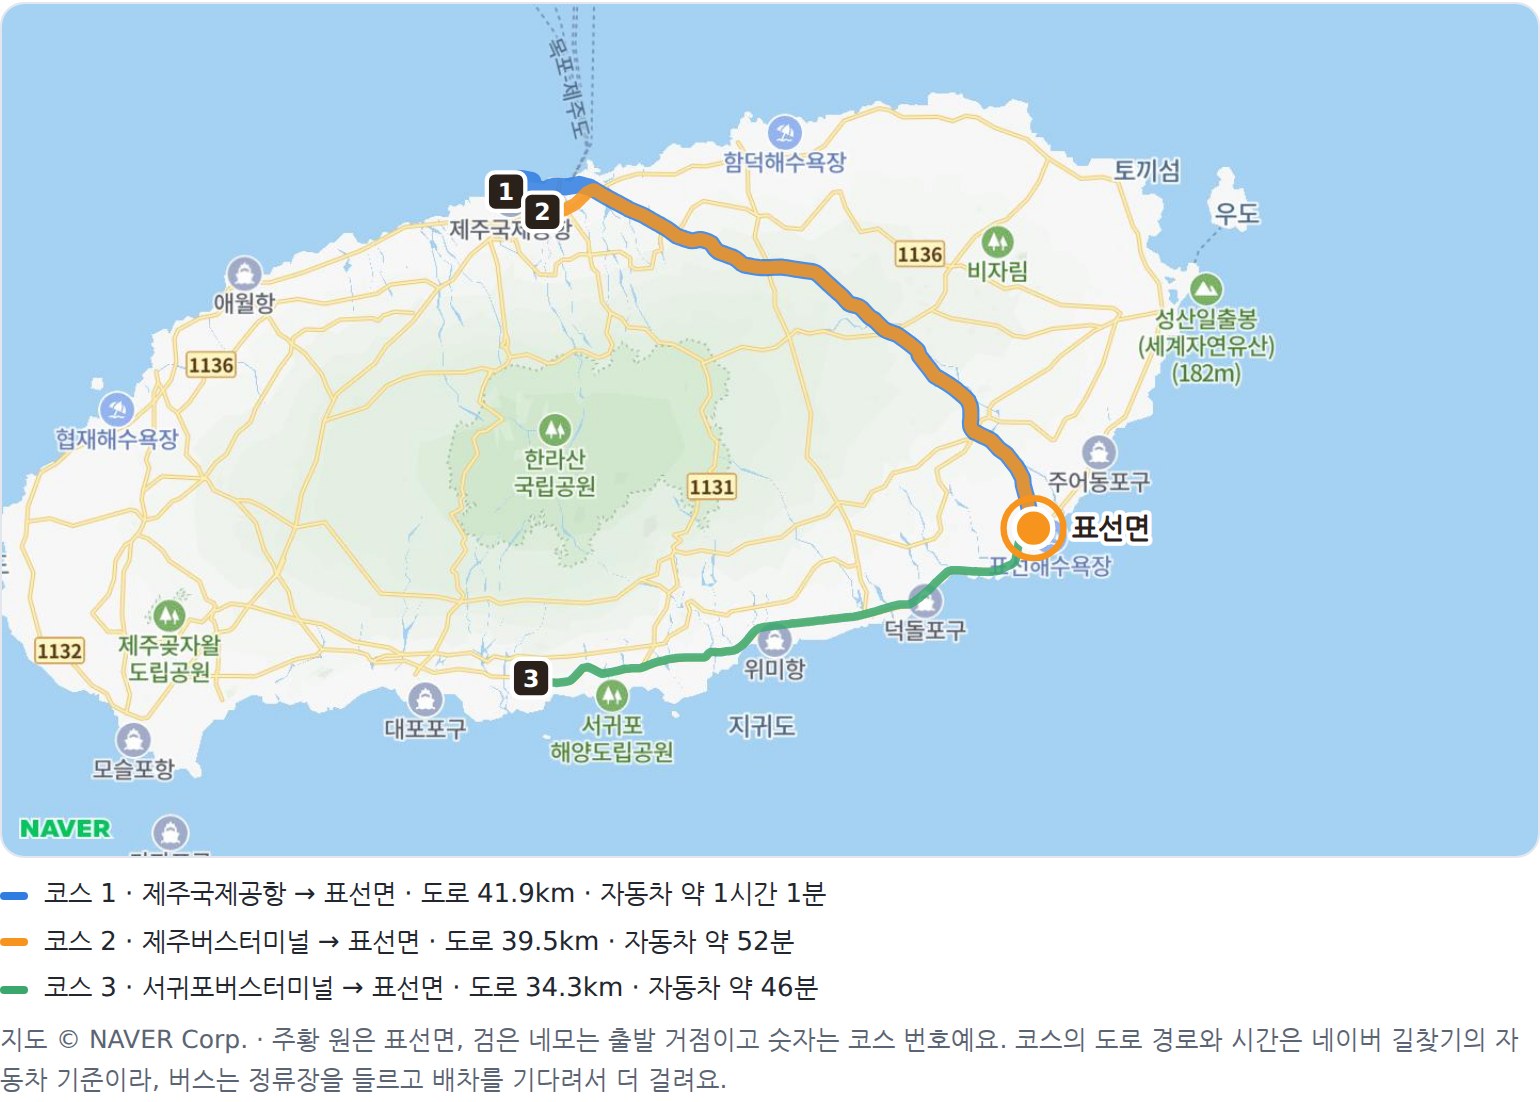 목포-제주도
함덕해수욕장
토끼섬
우도
1
2
제주국제공항
1136
비자림
애월항
성산일출봉
(세계자연유산)
(182m)
1136
협재해수욕장
한라산
국립공원
1131
주어동포구
표선면
표선해수욕장
덕돌포구
제주곶자왈
도립공원
1132
위미항
3
대포포구
서귀포
해양도립공원
지귀도
모슬포항
NAVER
코스 1 · 제주국제공항 → 표선면 · 도로 41.9km · 자동차 약 1시간 1분
코스 2 · 제주버스터미널 → 표선면 · 도로 39.5km · 자동차 약 52분
코스 3 · 서귀포버스터미널 → 표선면 · 도로 34.3km · 자동차 약 46분
지도 © NAVER Corp. · 주황 원은 표선면, 검은 네모는 출발 거점이고 숫자는 코스 번호예요. 코스의 도로 경로와 시간은 네이버 길찾기의 자
동차 기준이라, 버스는 정류장을 들르고 배차를 기다려서 더 걸려요.